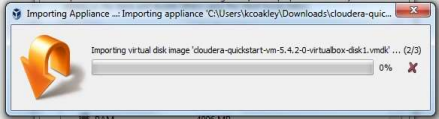 Importing Appliance ...: Importing appliance 'C:\Users\kcoakley\Downloads\cloudera-quic...
Importing virtual disk image 'cloudera-quickstart-vm-5.4.2-0-virtualbox-disk1.vmdk' ... (2/3)
0%